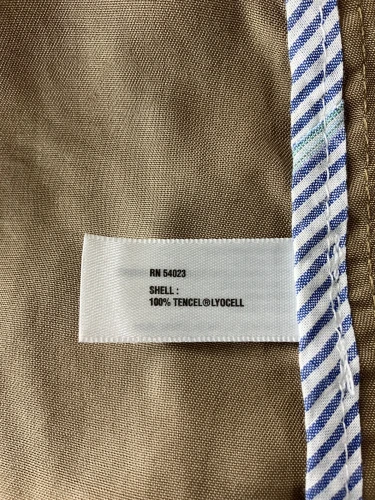 RN 54023
SHELL :
100% TENCEL®LYOCELL